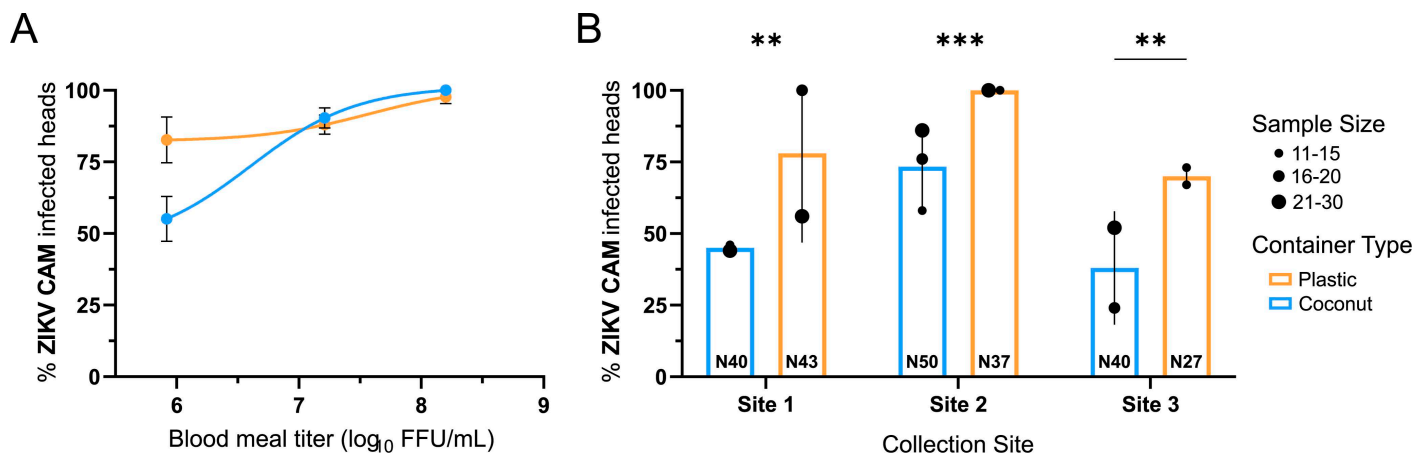 A
% ZIKV CAM infected heads
100
75
50
25
0
6 7 8 9
Blood meal titer (log10 FFU/mL)
B
** *** **
% ZIKV CAM infected heads
100
75
50
25
0
N40 N43 N50 N37 N40 N27
Site 1 Site 2 Site 3
Collection Site
Sample Size
11-15
16-20
21-30
Container Type
Plastic
Coconut